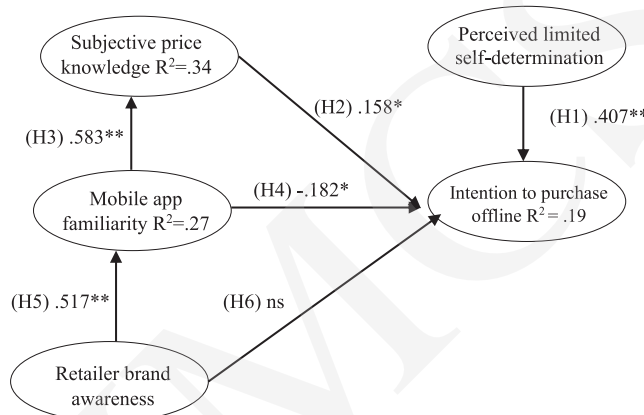 Subjective price
knowledge R²=.34
Perceived limited
self-determination
(H2) .158*
(H1) .407**
(H3) .583**
Mobile app
familiarity R²=.27
(H4) -.182*
Intention to purchase
offline R² = .19
(H5) .517**
(H6) ns
Retailer brand
awareness